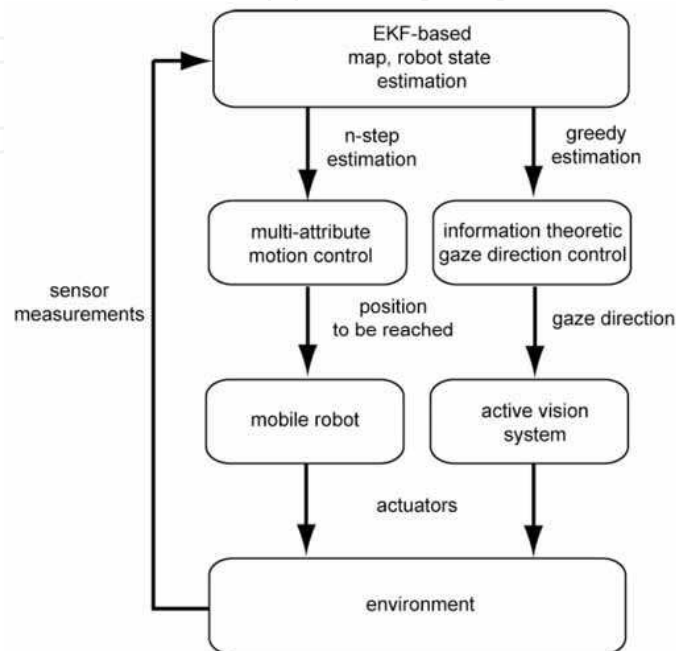 EKF-based
map, robot state
estimation
n-step
estimation
greedy
estimation
multi-attribute
motion control
information theoretic
gaze direction control
sensor
measurements
position
to be reached
gaze direction
mobile robot
active vision
system
actuators
environment